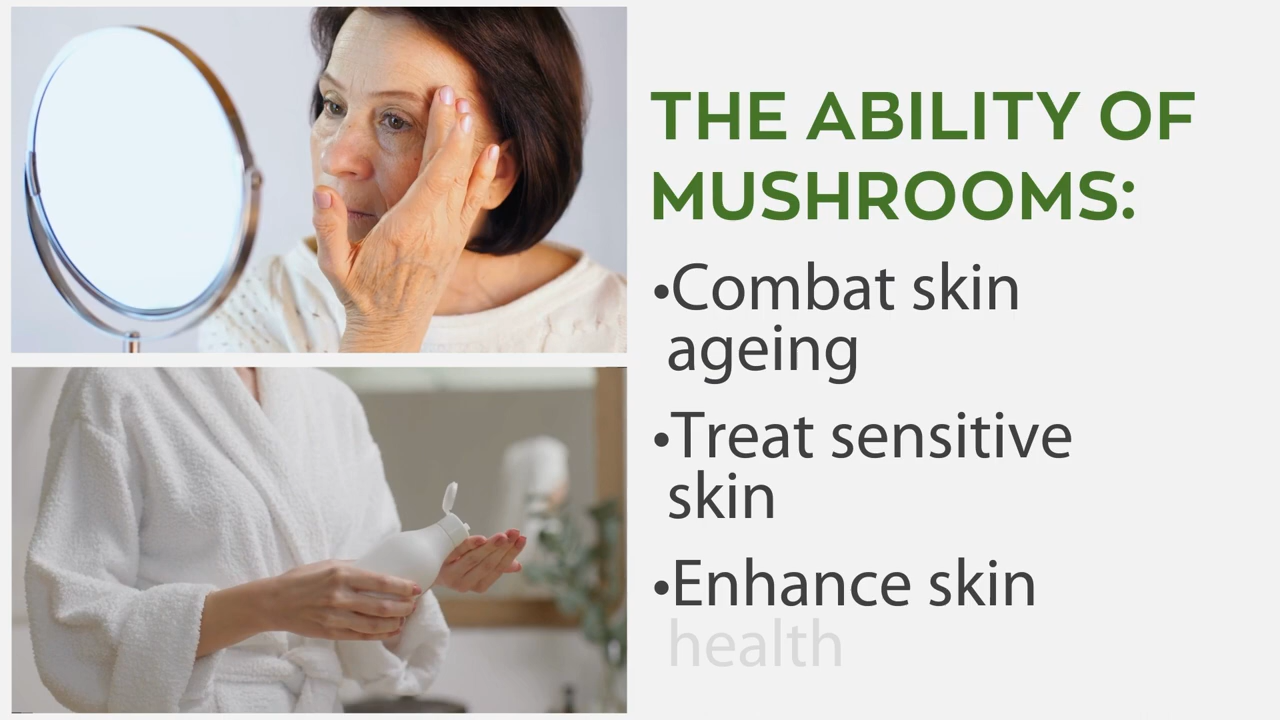 THE ABILITY OF
MUSHROOMS:
•Combat skin
ageing
•Treat sensitive
skin
•Enhance skin
health